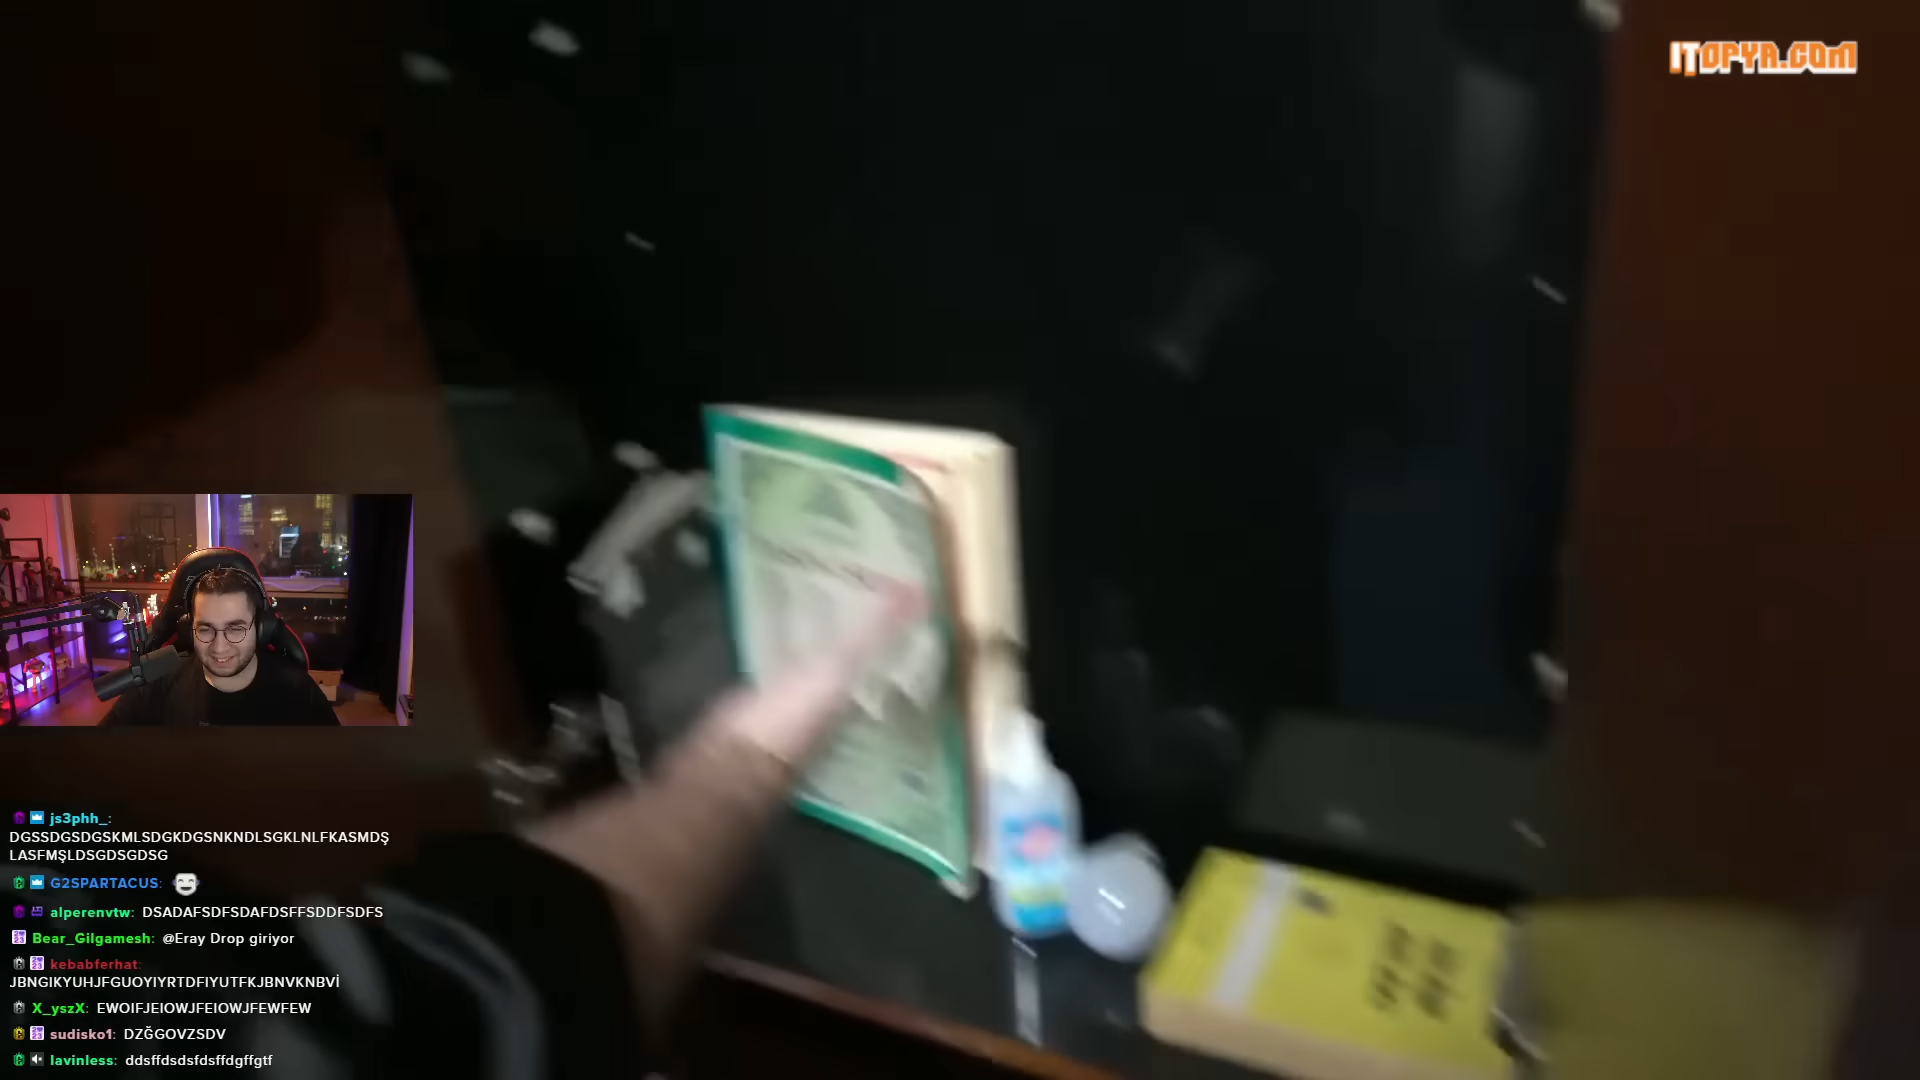 ITOPYA.COM
js3phh_:
DGSSDGSDGSKMLSDGKDGSNKNDLSGKLNLFKASMDŞ
LASFMŞLDSGDSGDSG
G2SPARTACUS:
alperenvtw: DSADAFSDFSDAFDSFFSDDFSDFS
Bear_Gilgamesh: @Eray Drop giriyor
kebabferhat:
JBNGIKYUHJFGUOYIYRTDFIYUTFKJBNVKNBVİ
X_yszX: EWOIFJEIOWJFEIOWJFEWFEW
sudisko1: DZĞGOVZSDV
lavinless: ddsffdsdsfdsffdgffgtf